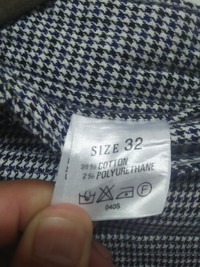 SIZE 32
98% COTTON
2% POLYURETHANE
F
0405